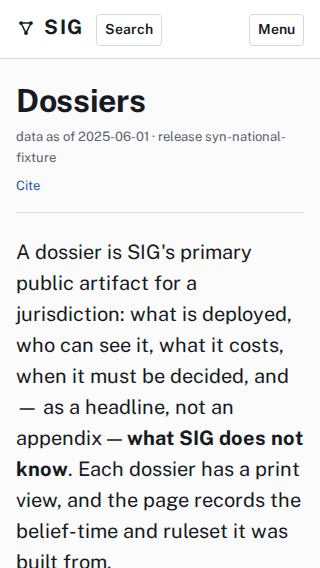 SIG Search Menu
Dossiers
data as of 2025-06-01 · release syn-national-
fixture
Cite
A dossier is SIG's primary
public artifact for a
jurisdiction: what is deployed,
who can see it, what it costs,
when it must be decided, and
— as a headline, not an
appendix — what SIG does not
know. Each dossier has a print
view, and the page records the
belief-time and ruleset it was
built from.